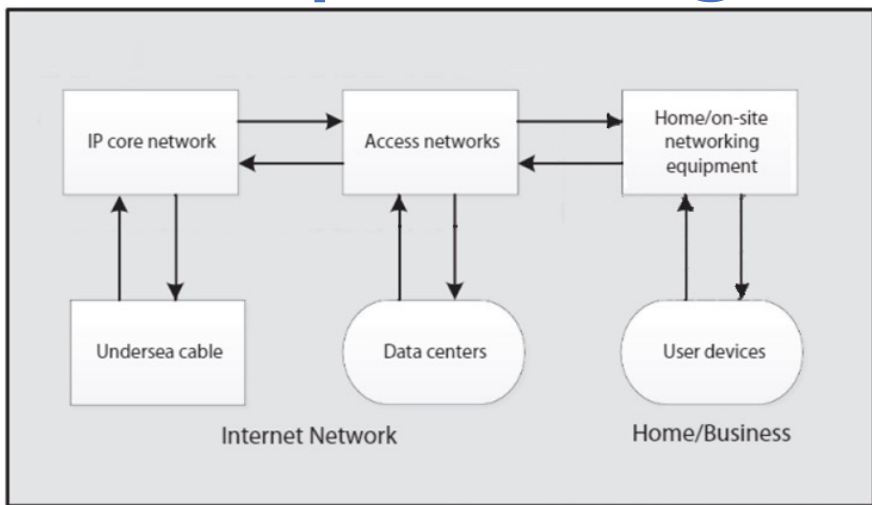 IP core network
Access networks
Home/on-site
networking
equipment
Undersea cable
Data centers
User devices
Internet Network
Home/Business